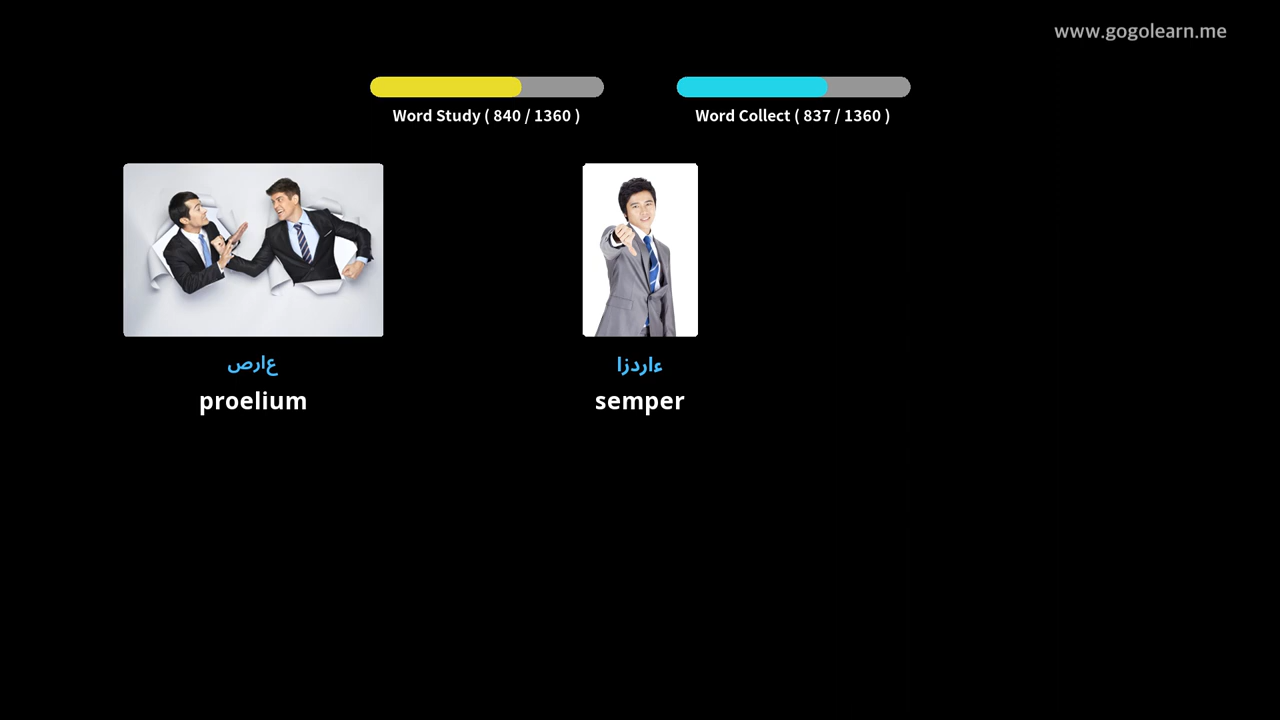 www.gogolearn.me
Word Study ( 840 / 1360 )
Word Collect ( 837 / 1360 )
عارص
proelium
ءاردزا
semper